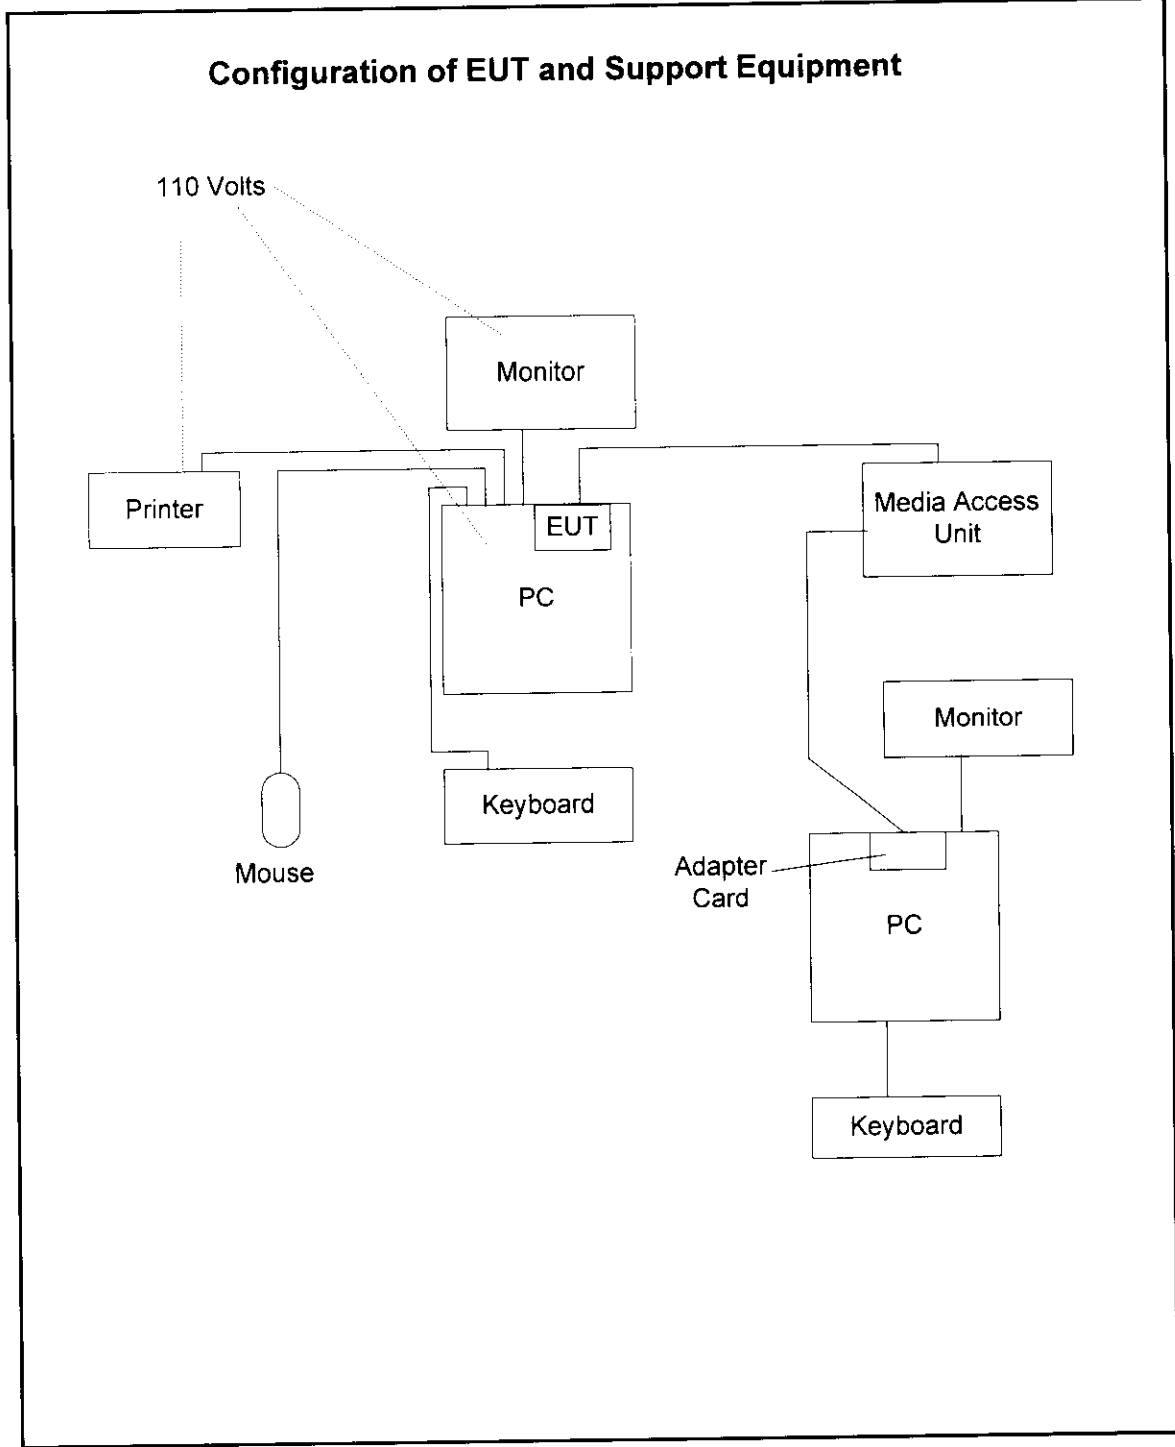 Configuration of EUT and Support Equipment
110 Volts
Monitor
Printer
EUT
Media Access
Unit
PC
Monitor
Keyboard
Mouse
Adapter
Card
PC
Keyboard